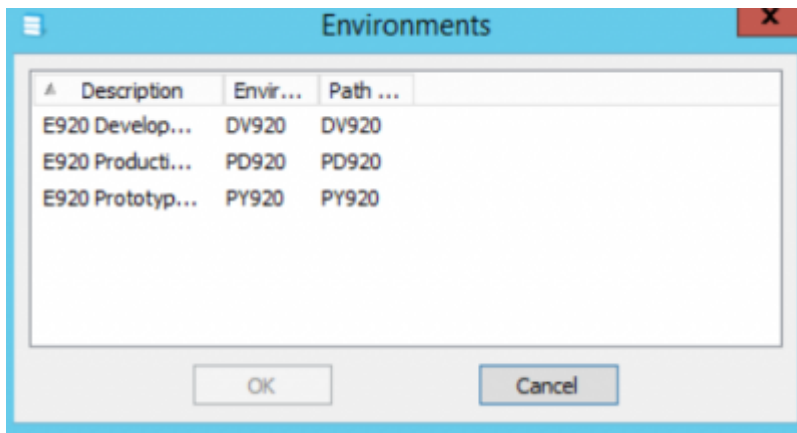 Environments
x
Description Envir... Path ...
E920 Develop... DV920 DV920
E920 Producti... PD920 PD920
E920 Prototyp... PY920 PY920
OK Cancel